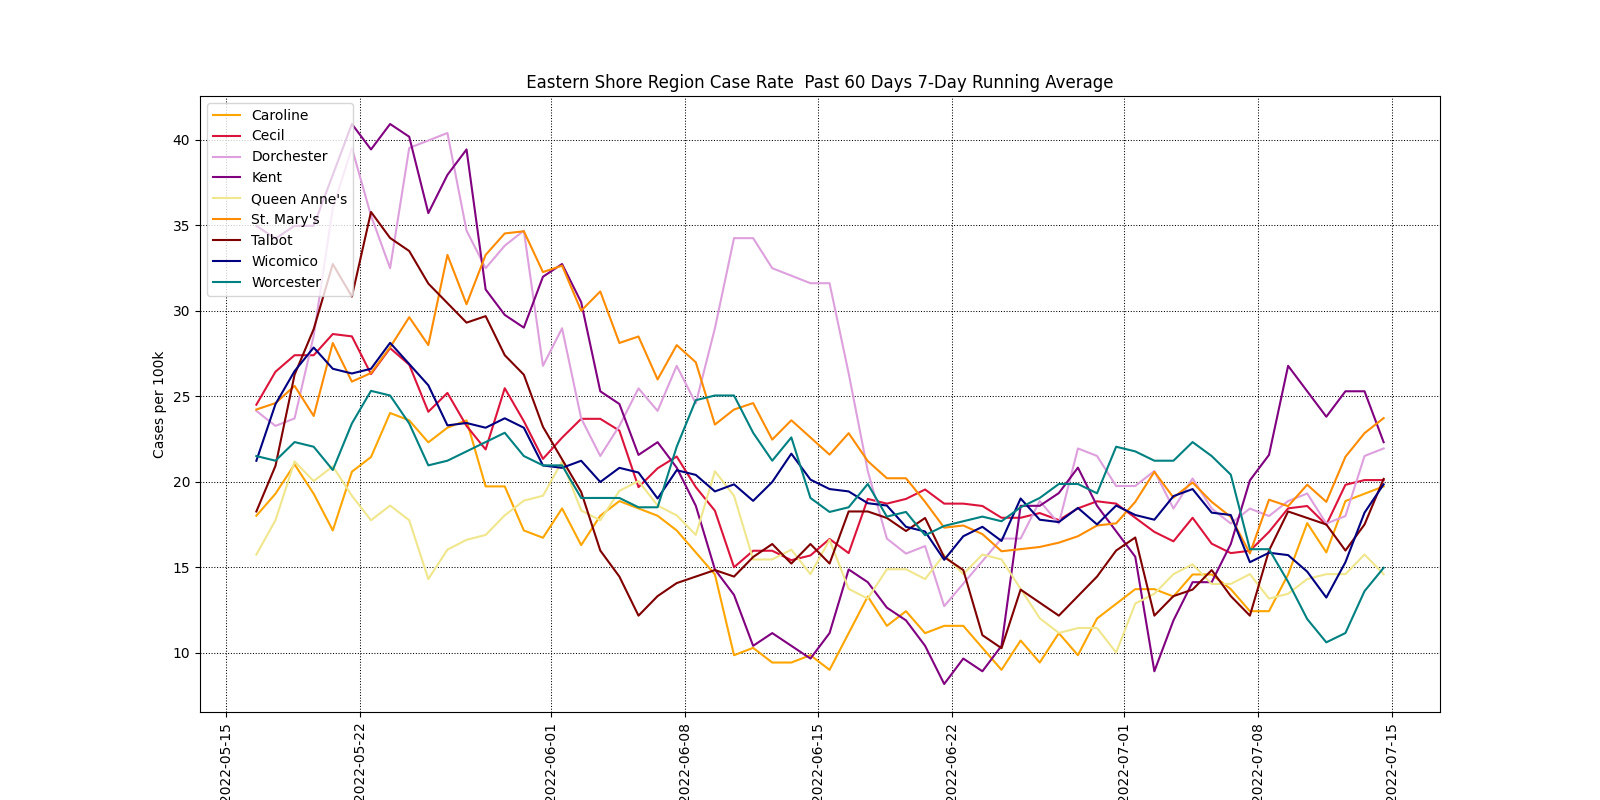 Eastern Shore Region Case Rate  Past 60 Days 7-Day Running Average
Cases per 100k
40
35
30
25
20
15
10
Caroline
Cecil
Dorchester
Kent
Queen Anne's
St. Mary's
Talbot
Wicomico
Worcester
2022-05-15
2022-05-22
2022-06-01
2022-06-08
2022-06-15
2022-06-22
2022-07-01
2022-07-08
2022-07-15